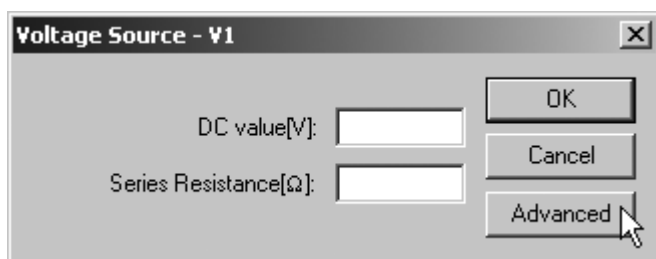 Voltage Source - V1
DC value[V]:
OK
Series Resistance[Ω]:
Cancel
Advanced